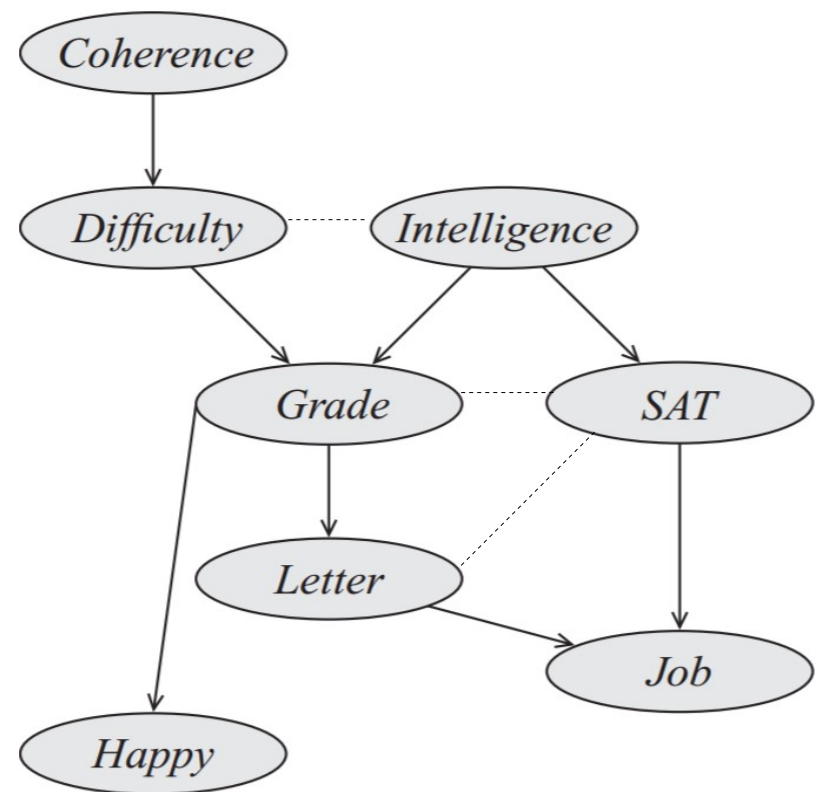 Coherence
Difficulty
Intelligence
Grade
SAT
Letter
Job
Happy